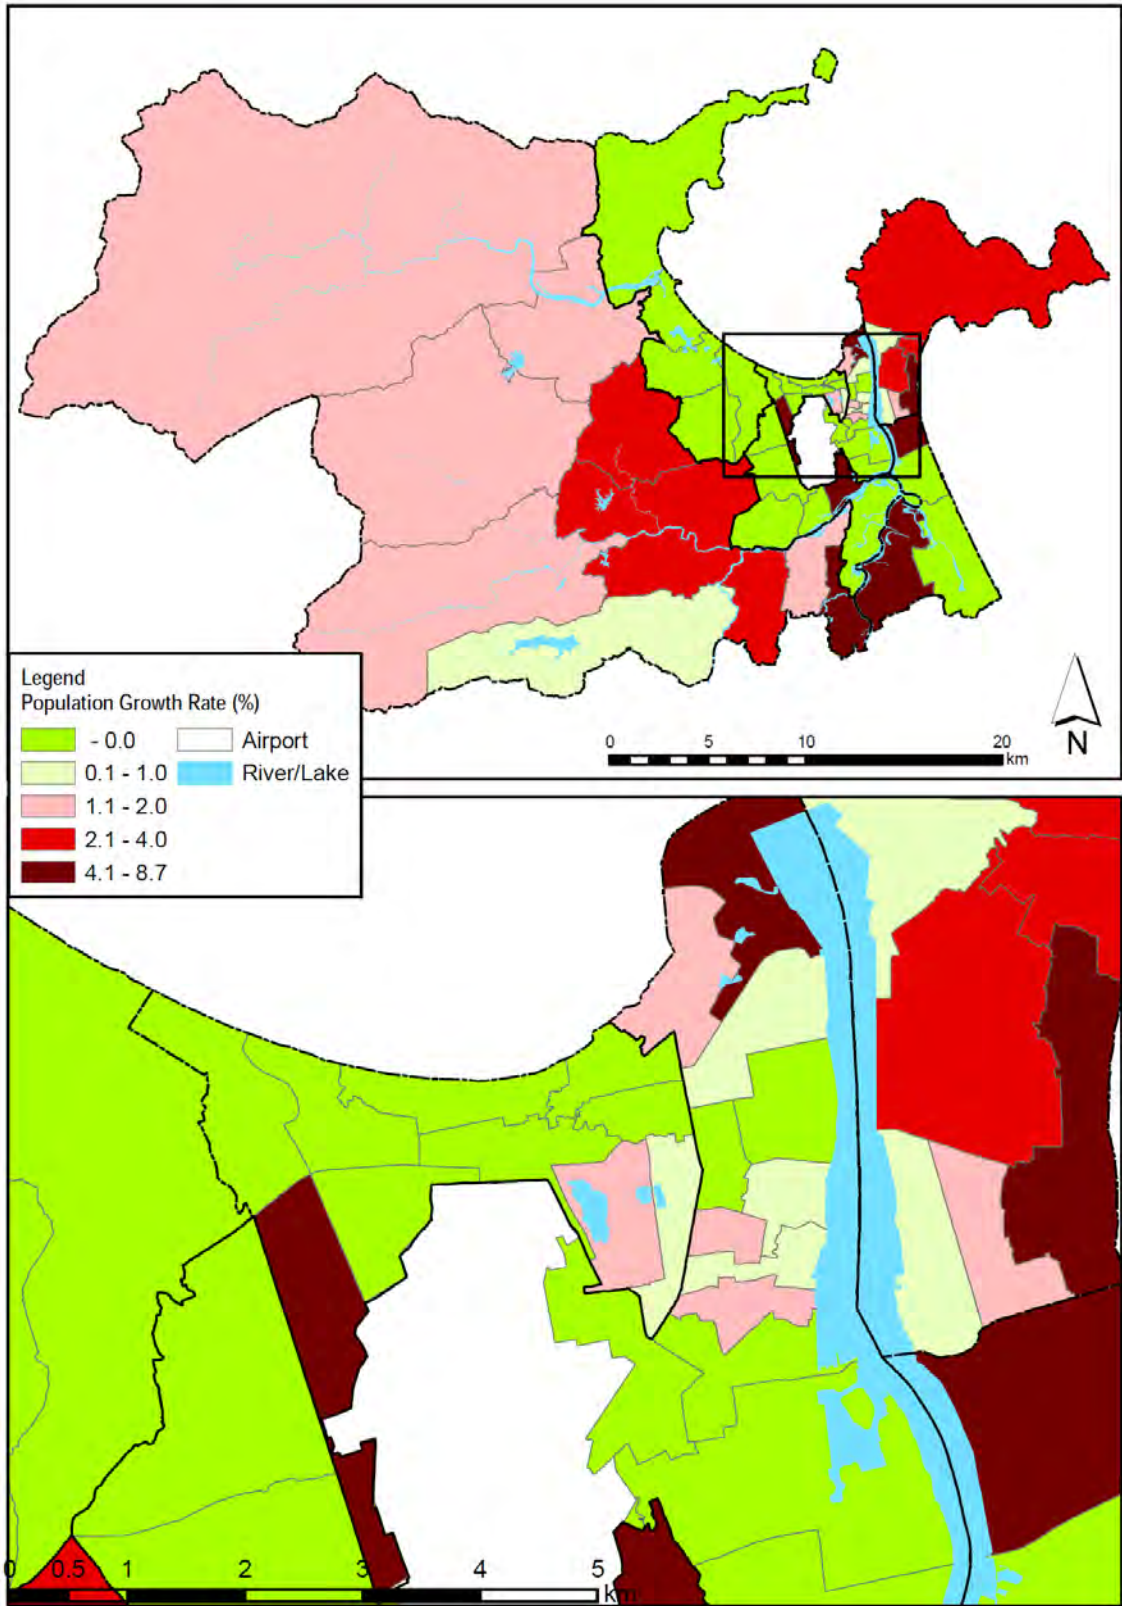 Legend
Population Growth Rate (%)
- 0.0 Airport
0.1 - 1.0 River/Lake
1.1 - 2.0
2.1 - 4.0
4.1 - 8.7
N
0 5 10 20
km
0 0.5 1 2 3 4 5
km